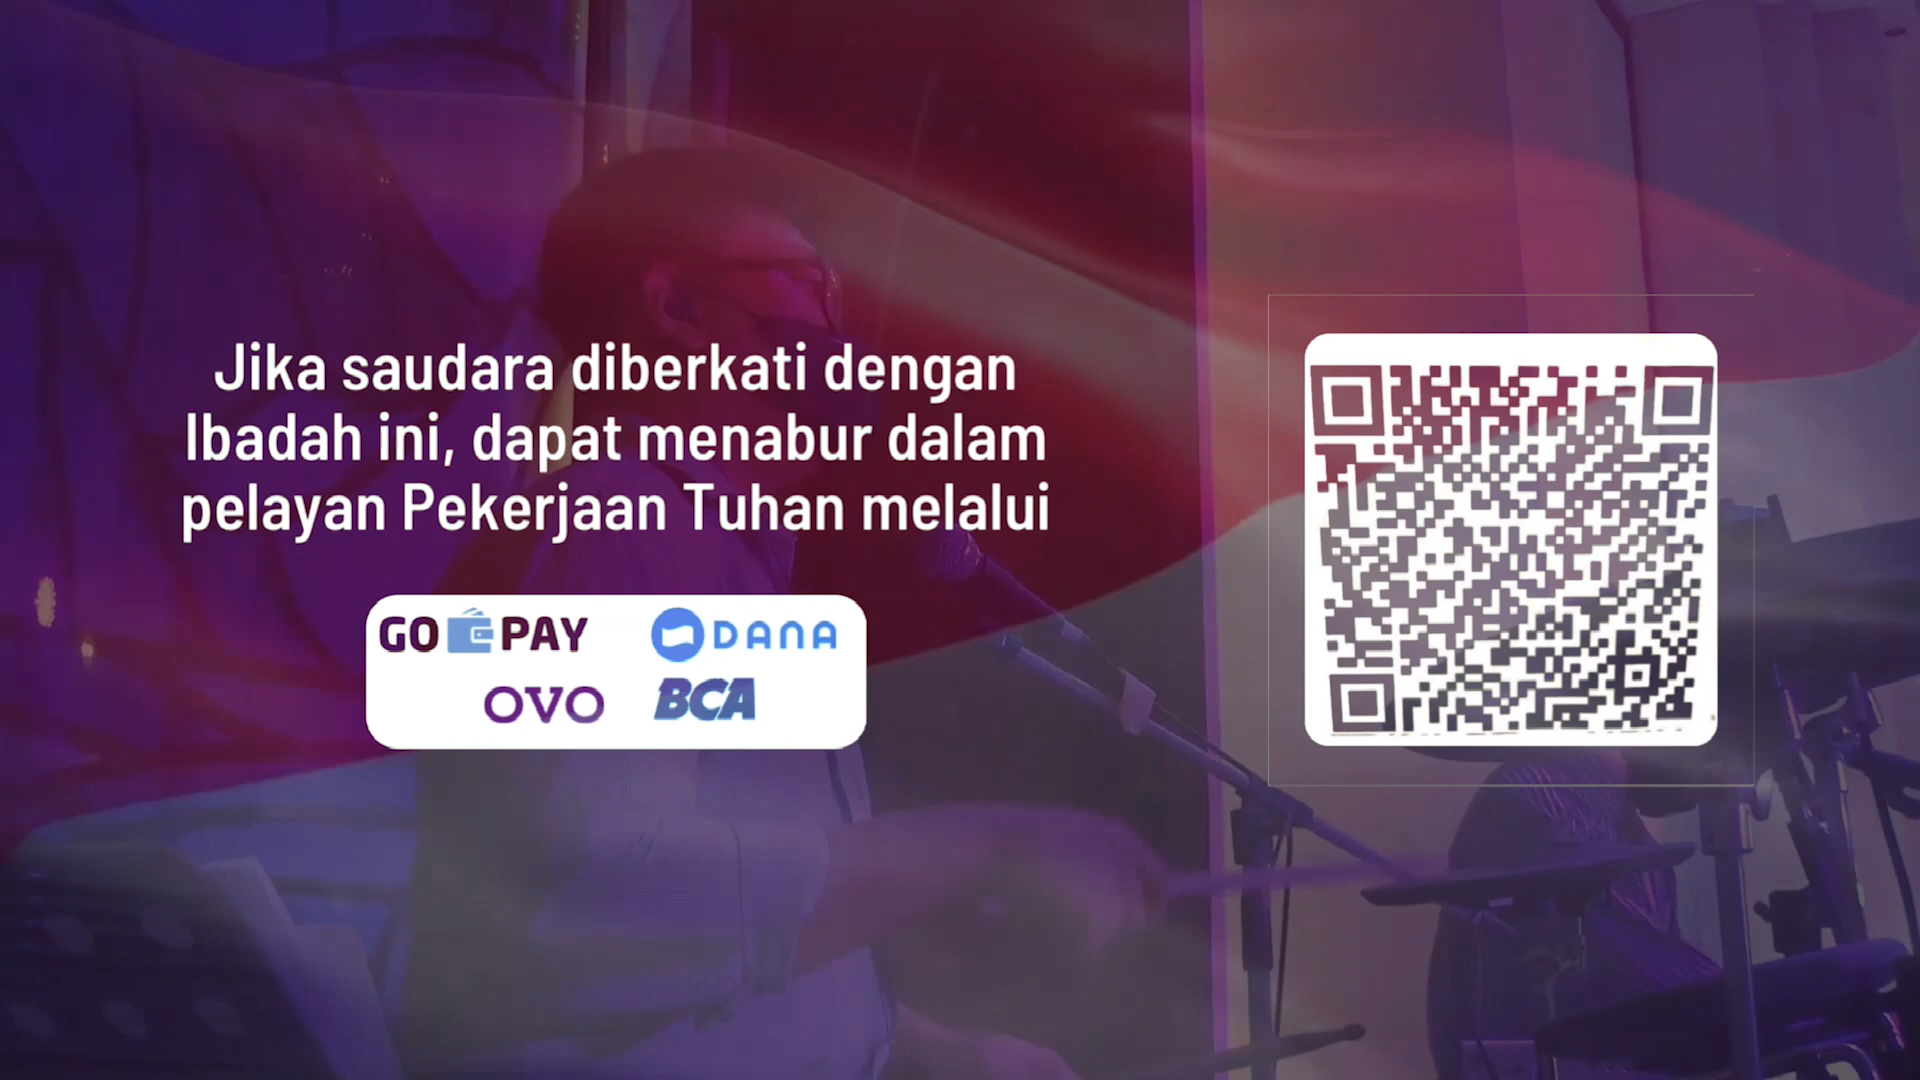 Jika saudara diberkati dengan
Ibadah ini, dapat menabur dalam
pelayan Pekerjaan Tuhan melalui
GO PAY
DANA
OVO
BCA